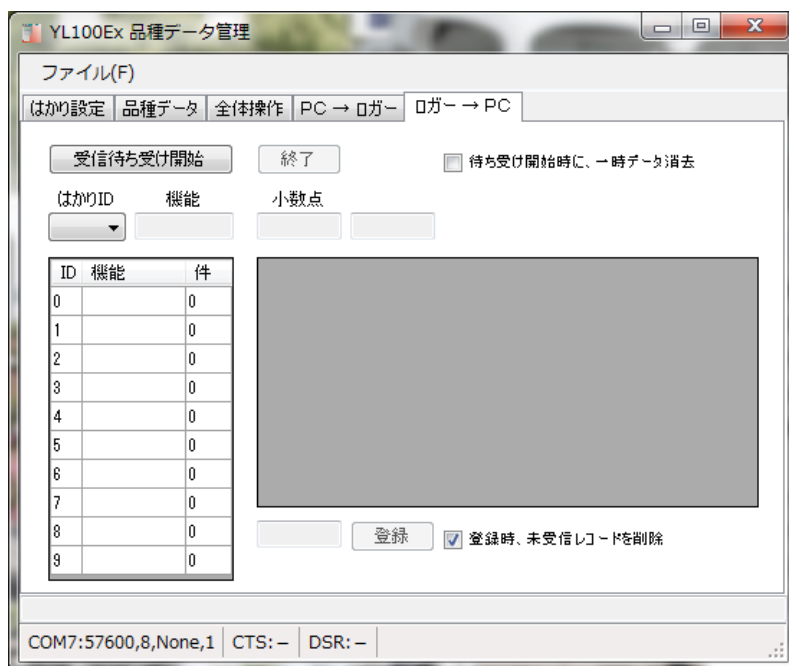 YL100Ex 品種データ管理
ファイル(F)
はかり設定 品種データ 全体操作 PC → ロガー ロガー → PC
受信待ち受け開始 終了 待ち受け開始時に、一時データ消去
はかりID 機能 小数点
ID 機能 件
0 0
1 0
2 0
3 0
4 0
5 0
6 0
7 0
8 0
9 0
登録 登録時、未受信レコードを削除
COM7:57600,8,None,1 CTS: – DSR: –